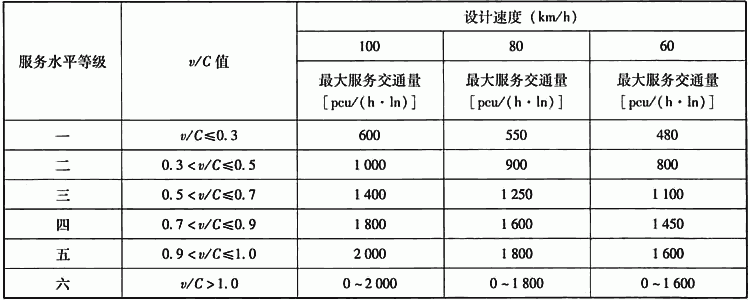 服务水平等级 v/C 值 设计速度 (km/h)
100 80 60
最大服务交通量 最大服务交通量 最大服务交通量
[pcu/(h·ln)] [pcu/(h·ln)] [pcu/(h·ln)]
一 v/C≤0.3 600 550 480
二 0.3<v/C≤0.5 1 000 900 800
三 0.5<v/C≤0.7 1 400 1 250 1 100
四 0.7<v/C≤0.9 1 800 1 600 1 450
五 0.9<v/C≤1.0 2 000 1 800 1 600
六 v/C>1.0 0~2 000 0~1 800 0~1 600